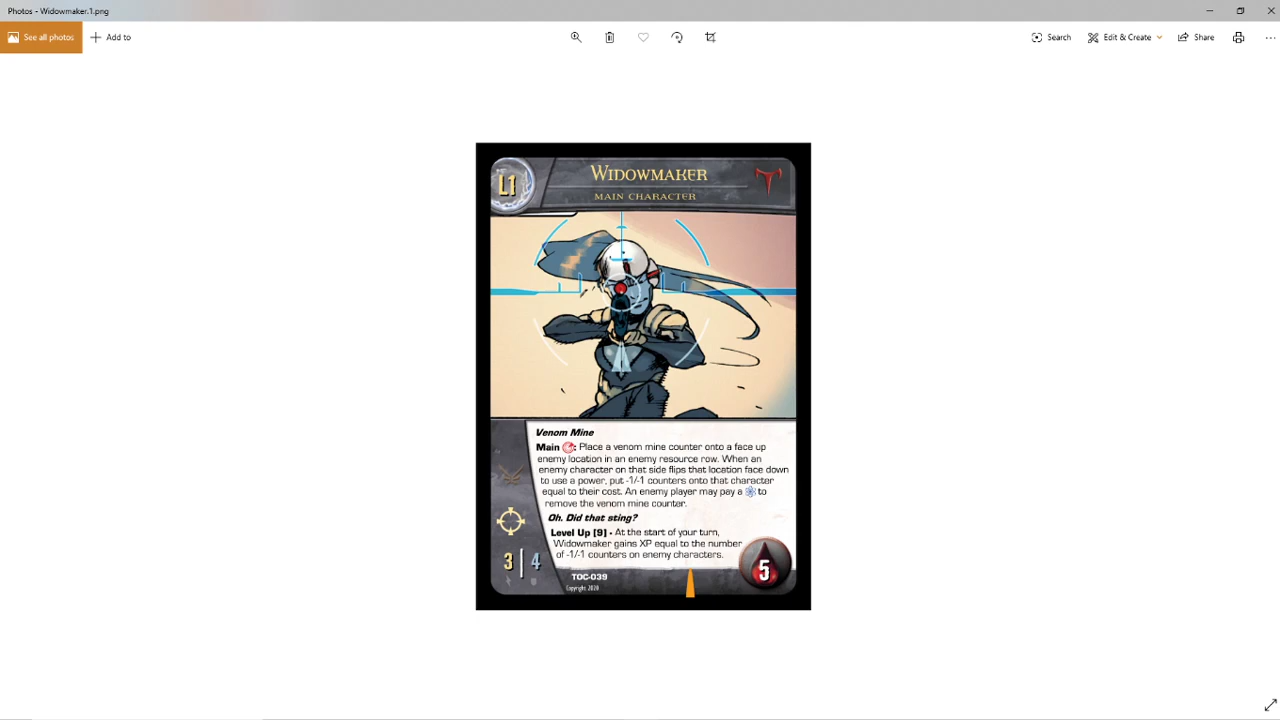 Photos - Widowmaker.1.png
See all photos
Add to
Search
Edit & Create
Share
L1
WIDOWMAKER
MAIN CHARACTER
Venom Mine
Main : Place a venom mine counter onto a face up
enemy location in an enemy resource row. When an
enemy character on that side flips that location face down
to use a power, put -1/-1 counters onto that character
equal to their cost. An enemy player may pay a to
remove the venom mine counter.
Oh. Did that sting?
Level Up [9] - At the start of your turn,
Widowmaker gains XP equal to the number
of -1/-1 counters on enemy characters.
3 | 4
5
TOC-039
Copyright 2020